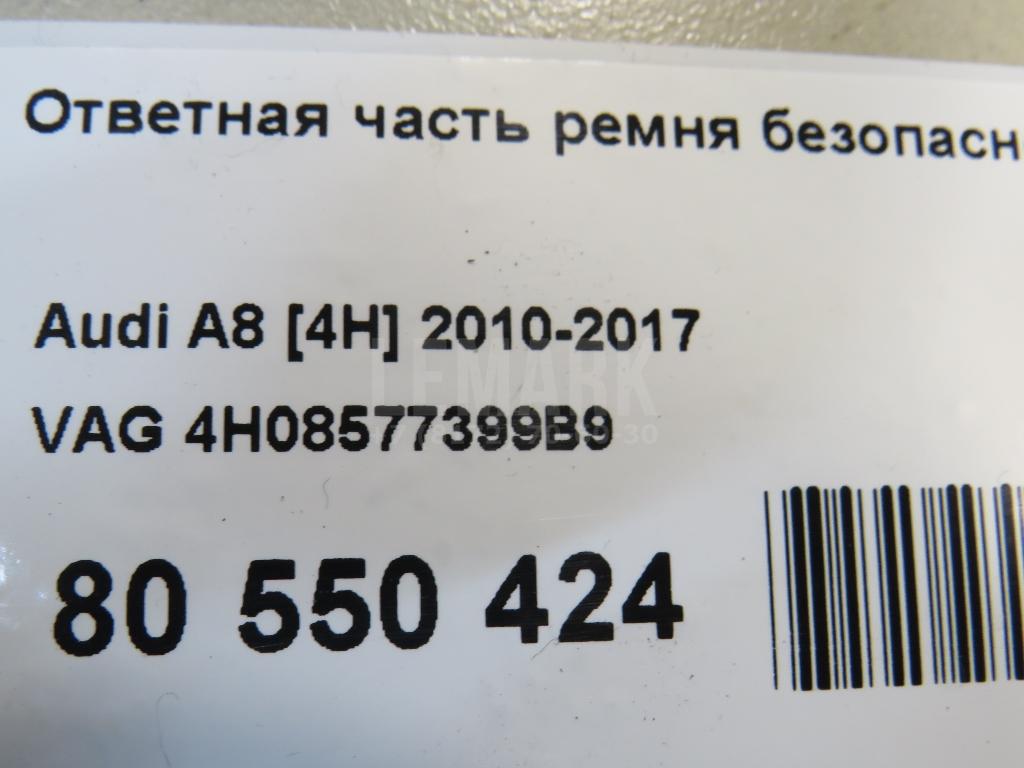 Ответная часть ремня безопасн
Audi A8 [4H] 2010-2017
LEMARK
VAG 4H08577399B9
80 550 424